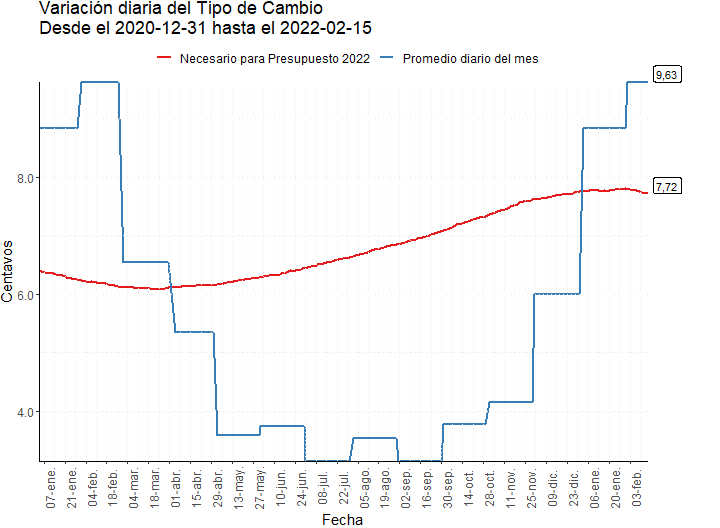 Variación diaria del Tipo de Cambio
Desde el 2020-12-31 hasta el 2022-02-15
Necesario para Presupuesto 2022
Promedio diario del mes
9,63
7,72
8.0
6.0
4.0
Centavos
07-ene.
21-ene.
04-feb.
18-feb.
04-mar.
18-mar.
01-abr.
15-abr.
29-abr.
13-may.
27-may.
10-jun.
24-jun.
08-jul.
22-jul.
05-ago.
19-ago.
02-sep.
16-sep.
30-sep.
14-oct.
28-oct.
11-nov.
25-nov.
09-dic.
23-dic.
06-ene.
20-ene.
03-feb.
Fecha